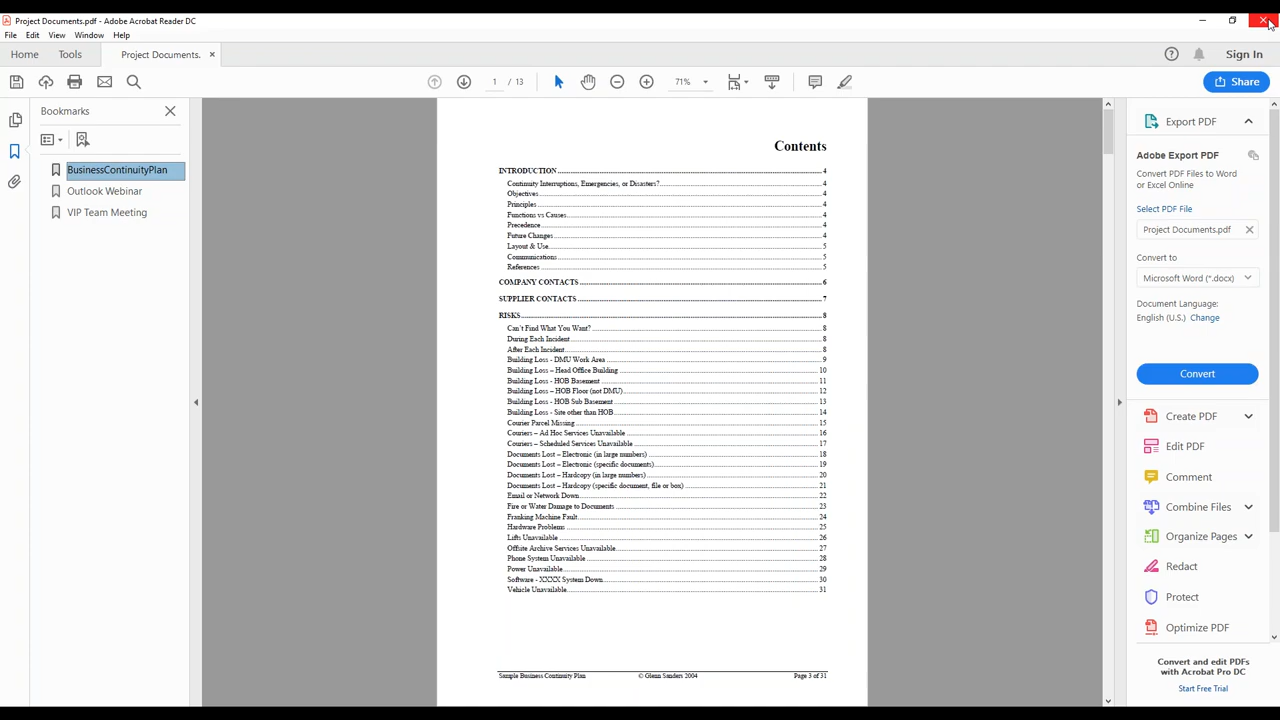 Project Documents.pdf - Adobe Acrobat Reader DC
File Edit View Window Help
Home Tools Project Documents. Sign In
1 / 13 71% Share
Bookmarks
BusinessContinuityPlan
Outlook Webinar
VIP Team Meeting
Contents
INTRODUCTION 4
Continuity Interruptions, Emergencies, or Disasters? 4
Objectives 4
Principles 4
Functions vs Causes 4
Precedence 4
Future Changes 4
Layout & Use 5
Communications 5
References 5
COMPANY CONTACTS 6
SUPPLIER CONTACTS 7
RISKS 8
Can't Find What You Want? 8
During Each Incident 8
After Each Incident 8
Building Loss - DMU Work Area 9
Building Loss – Head Office Building 10
Building Loss - HOB Basement 11
Building Loss – HOB Floor (not DMU) 12
Building Loss - HOB Sub Basement 13
Building Loss - Site other than HOB 14
Courier Parcel Missing 15
Couriers – Ad Hoc Services Unavailable 16
Couriers – Scheduled Services Unavailable 17
Documents Lost – Electronic (in large numbers) 18
Documents Lost – Electronic (specific documents) 19
Documents Lost – Hardcopy (in large numbers) 20
Documents Lost – Hardcopy (specific document, file or box) 21
Email or Network Down 22
Fire or Water Damage to Documents 23
Franking Machine Fault 24
Hardware Problems 25
Lifts Unavailable 26
Offsite Archive Services Unavailable 27
Phone System Unavailable 28
Power Unavailable 29
Software - XXXX System Down 30
Vehicle Unavailable 31
Sample Business Continuity Plan © Glenn Sanders 2004 Page 3 of 31
Export PDF
Adobe Export PDF
Convert PDF Files to Word
or Excel Online
Select PDF File
Project Documents.pdf
Convert to
Microsoft Word (*.docx)
Document Language:
English (U.S.) Change
Convert
Create PDF
Edit PDF
Comment
Combine Files
Organize Pages
Redact
Protect
Optimize PDF
Convert and edit PDFs
with Acrobat Pro DC
Start Free Trial